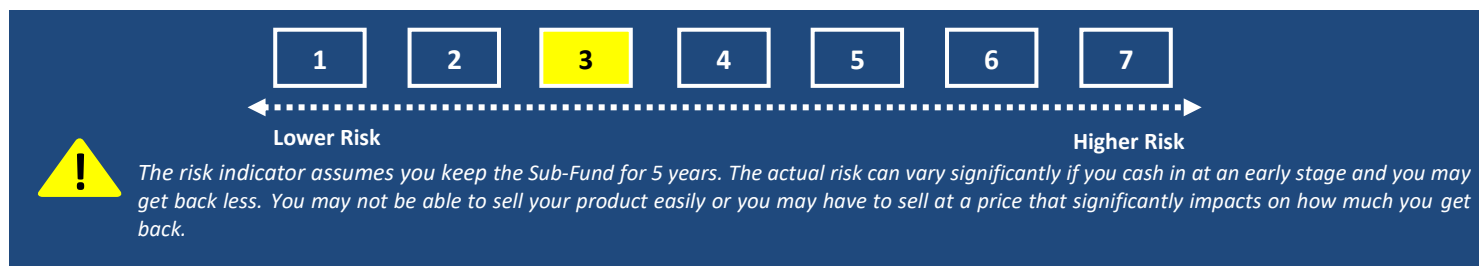 1 2 3 4 5 6 7
Lower Risk Higher Risk
!
The risk indicator assumes you keep the Sub-Fund for 5 years. The actual risk can vary significantly if you cash in at an early stage and you may
get back less. You may not be able to sell your product easily or you may have to sell at a price that significantly impacts on how much you get
back.